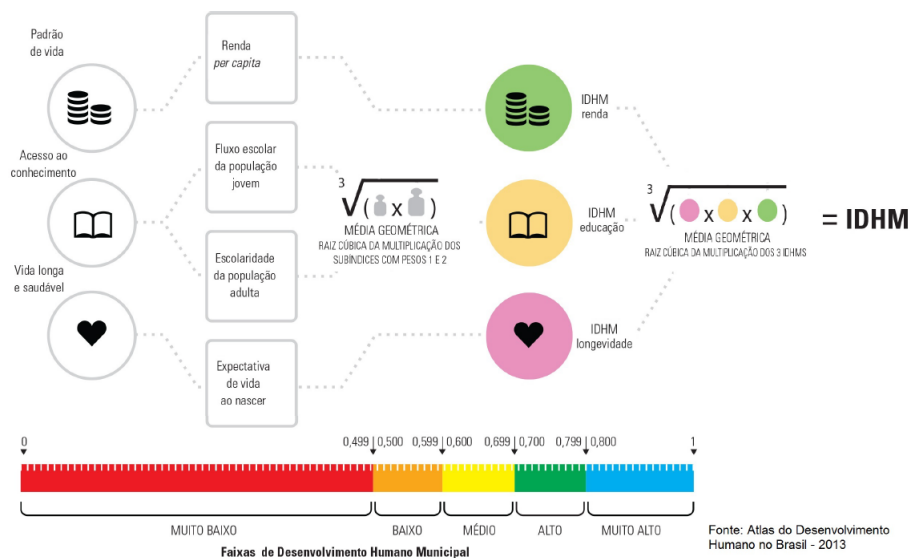 Padrão
de vida
Renda
per capita
IDHM
renda
Acesso ao
conhecimento
Fluxo escolar
da população
jovem
3√( x )
MÉDIA GEOMÉTRICA
RAIZ CÚBICA DA MULTIPLICAÇÃO DOS
SUBÍNDICES COM PESOS 1 E 2
IDHM
educação
3√( x x )
MÉDIA GEOMÉTRICA
RAIZ CÚBICA DA MULTIPLICAÇÃO DOS 3 IDHMS
= IDHM
Escolaridade
da população
adulta
Vida longa
e saudável
Expectativa
de vida
ao nascer
IDHM
longevidade
0 0,499 0,500 0,599 0,600 0,699 0,700 0,799 0,800 1
MUITO BAIXO BAIXO MÉDIO ALTO MUITO ALTO
Faixas de Desenvolvimento Humano Municipal
Fonte: Atlas do Desenvolvimento
Humano no Brasil - 2013